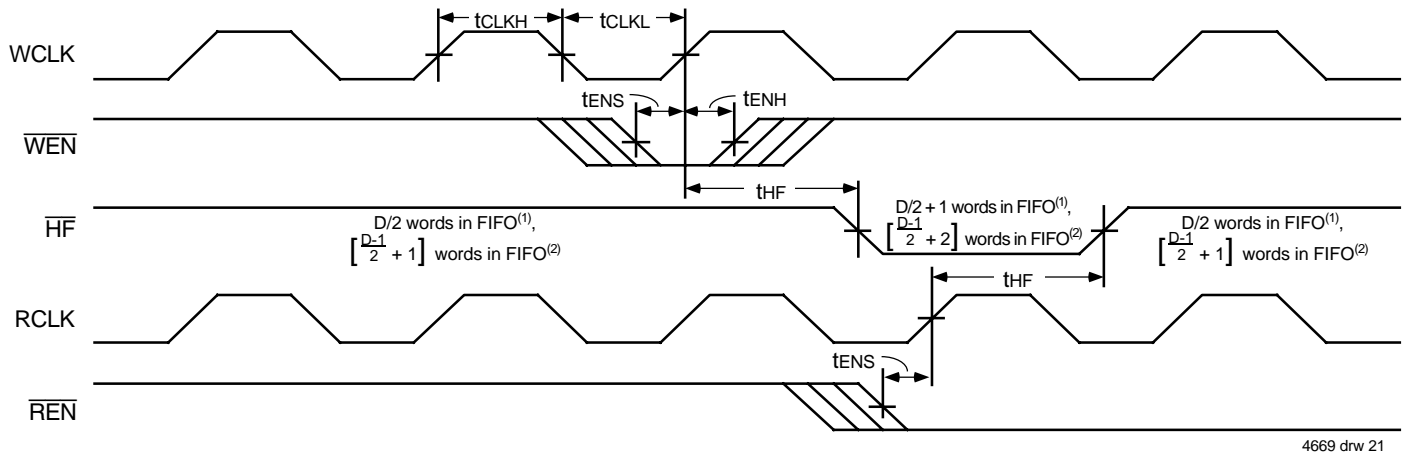 tCLKH tCLKL
WCLK
tENS tENH
WEN
tHF
HF
D/2 words in FIFO(1),
[D-1/2 + 1] words in FIFO(2)
D/2 + 1 words in FIFO(1),
[D-1/2 + 2] words in FIFO(2)
D/2 words in FIFO(1),
[D-1/2 + 1] words in FIFO(2)
tHF
RCLK
tENS
REN
4669 drw 21